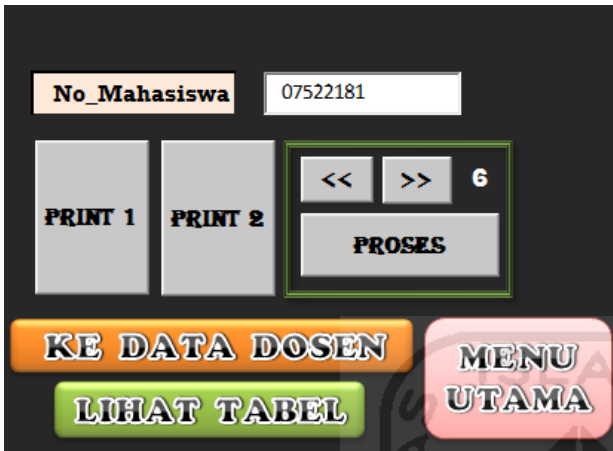 No_Mahasiswa 07522181
<< >> 6
PRINT 1 PRINT 2
PROSES
KE DATA DOSEN
MENU
UTAMA
LIHAT TABEL